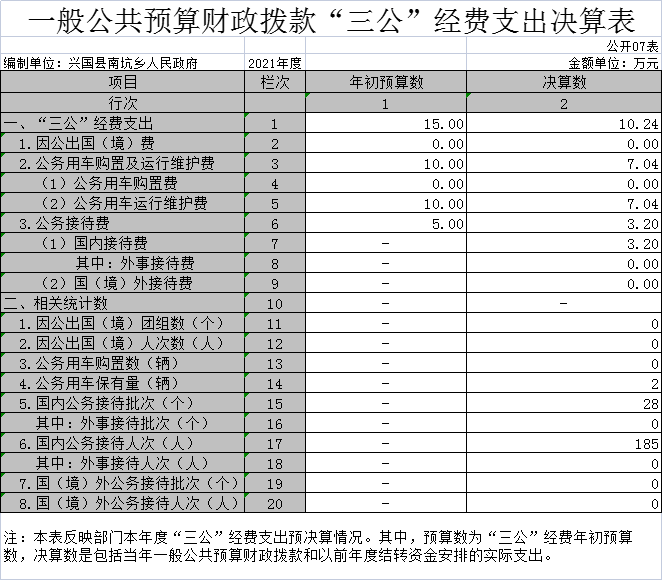 一般公共预算财政拨款“三公”经费支出决算表
公开07表
编制单位：兴国县南坑乡人民政府 2021年度 金额单位：万元
项目 栏次 年初预算数 决算数
行次 1 2
一、“三公”经费支出 1 15.00 10.24
1.因公出国（境）费 2 0.00 0.00
2.公务用车购置及运行维护费 3 10.00 7.04
（1）公务用车购置费 4 0.00 0.00
（2）公务用车运行维护费 5 10.00 7.04
3.公务接待费 6 5.00 3.20
（1）国内接待费 7 - 3.20
其中：外事接待费 8 - 0.00
（2）国（境）外接待费 9 - 0.00
二、相关统计数 10 - -
1.因公出国（境）团组数（个） 11 - 0
2.因公出国（境）人次数（人） 12 - 0
3.公务用车购置数（辆） 13 - 0
4.公务用车保有量（辆） 14 - 2
5.国内公务接待批次（个） 15 - 28
其中：外事接待批次（个） 16 - 0
6.国内公务接待人次（人） 17 - 185
其中：外事接待人次（人） 18 - 0
7.国（境）外公务接待批次（个） 19 - 0
8.国（境）外公务接待人次（人） 20 - 0
注：本表反映部门本年度“三公”经费支出预决算情况。其中，预算数为“三公”经费年初预算
数，决算数是包括当年一般公共预算财政拨款和以前年度结转资金安排的实际支出。